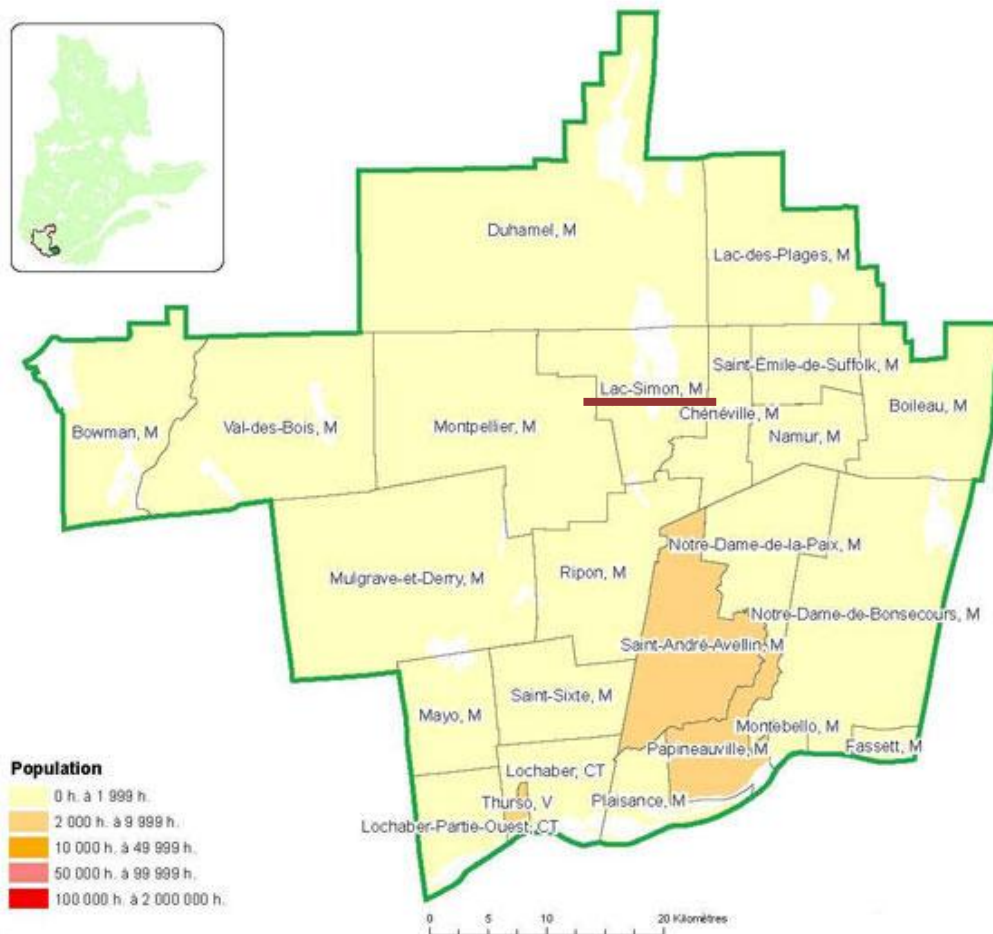 Duhamel, M
Lac-des-Plages, M
Saint-Émile-de-Suffolk, M
Lac-Simon, M
Boileau, M
Chénéville, M
Bowman, M
Val-des-Bois, M
Montpellier, M
Namur, M
Notre-Dame-de-la-Paix, M
Ripon, M
Mulgrave-et-Derry, M
Notre-Dame-de-Bonsecours, M
Saint-André-Avellin, M
Saint-Sixte, M
Mayo, M
Montebello, M
Papineauville, M
Fassett, M
Lochaber, CT
Thurso, V
Plaisance, M
Lochaber-Partie-Ouest, CT
Population
0 h. à 1 999 h.
2 000 h. à 9 999 h.
10 000 h. à 49 999 h.
50 000 h. à 99 999 h.
100 000 h. à 2 000 000 h.
0 5 10 20 Kilomètres